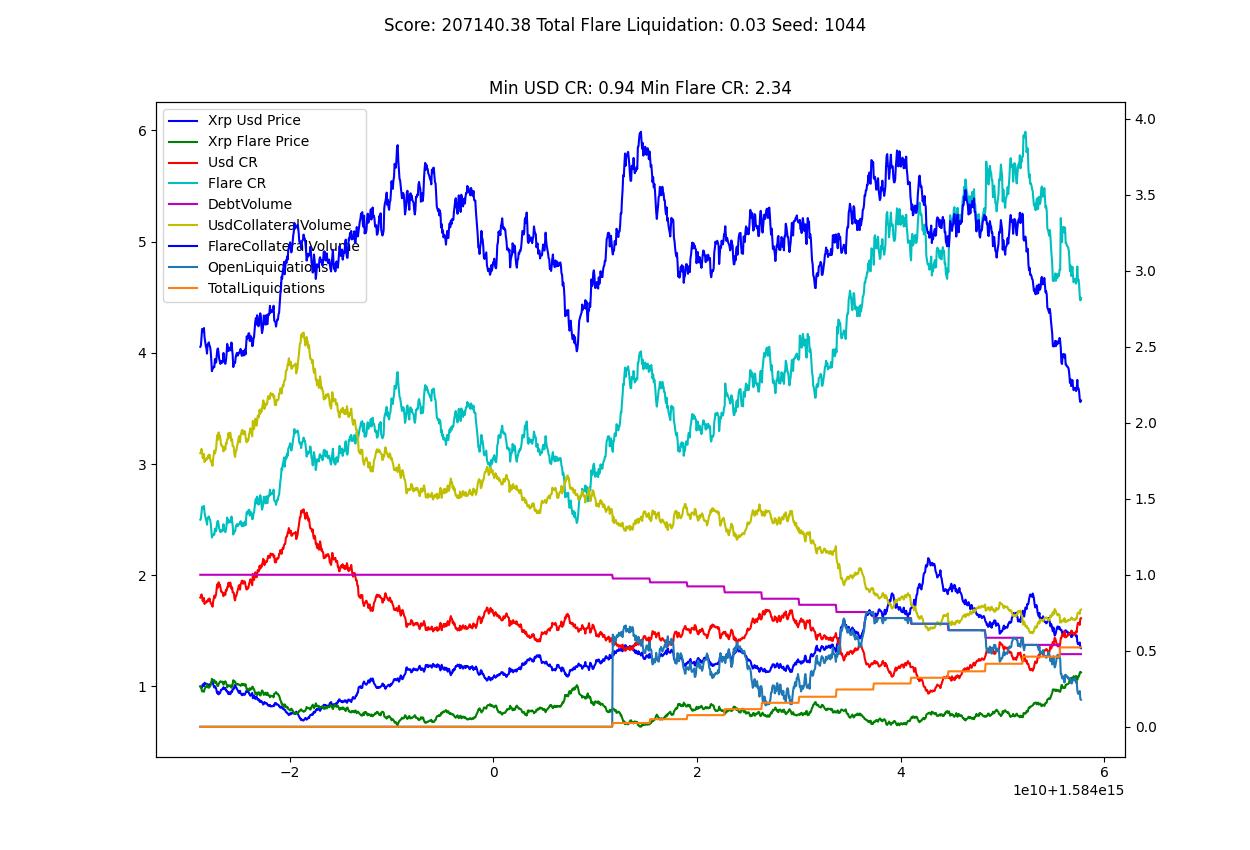 Score: 207140.38 Total Flare Liquidation: 0.03 Seed: 1044
Min USD CR: 0.94 Min Flare CR: 2.34
Xrp Usd Price
Xrp Flare Price
Usd CR
Flare CR
DebtVolume
UsdCollateralVolume
FlareCollateralVolume
OpenLiquidations
TotalLiquidations
6
5
4
3
2
1
4.0
3.5
3.0
2.5
2.0
1.5
1.0
0.5
0.0
−2
0
2
4
6
1e10+1.584e15